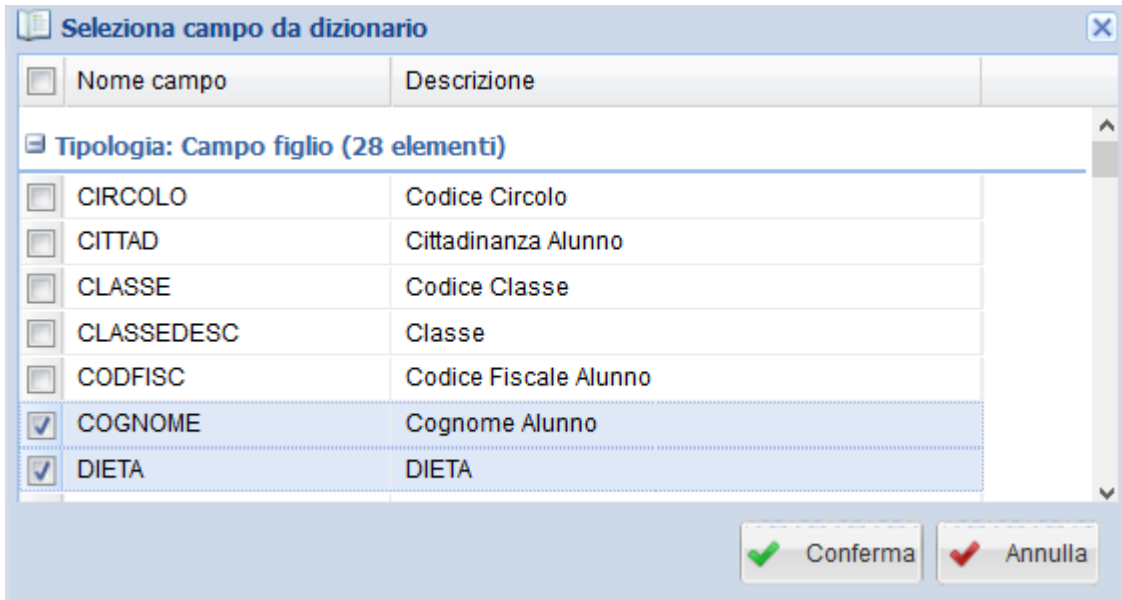 Seleziona campo da dizionario
Nome campo Descrizione
Tipologia: Campo figlio (28 elementi)
CIRCOLO Codice Circolo
CITTAD Cittadinanza Alunno
CLASSE Codice Classe
CLASSEDESC Classe
CODFISC Codice Fiscale Alunno
COGNOME Cognome Alunno
DIETA DIETA
Conferma Annulla